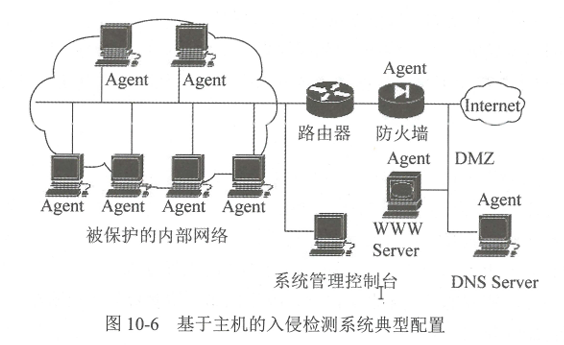 Agent Agent
Agent
Internet
路由器 防火墙
Agent DMZ
Agent Agent Agent Agent
Agent
被保护的内部网络
WWW
Server
系统管理控制台
DNS Server
图 10-6 基于主机的入侵检测系统典型配置